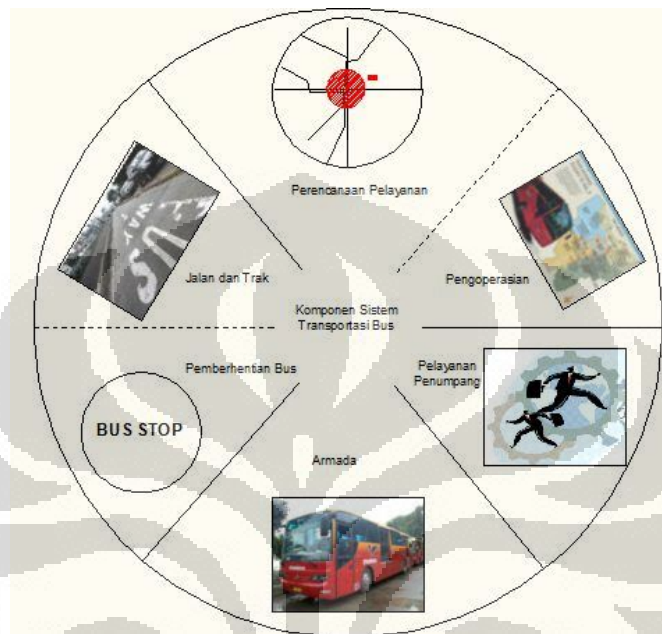 Perencanaan Pelayanan
Jalan dan Trak
Pengoperasian
Komponen Sistem
Transportasi Bus
Pemberhentian Bus
Pelayanan
Penumpang
BUS STOP
Armada